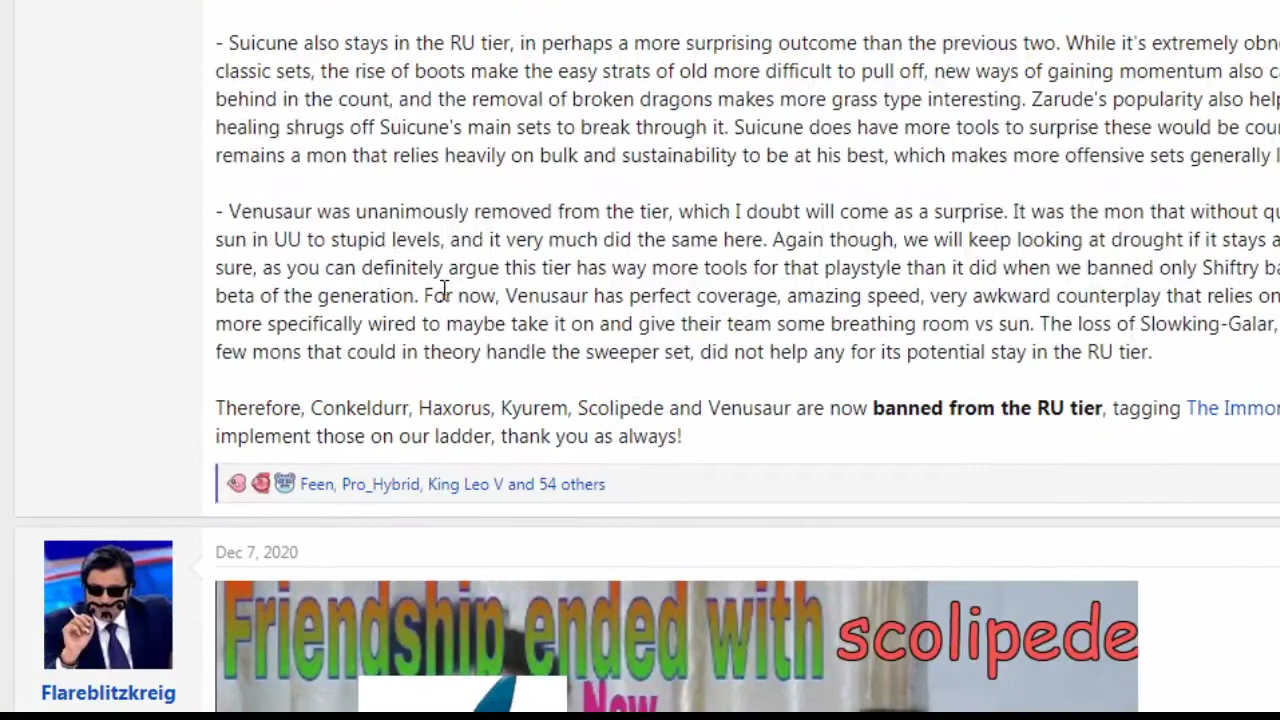 - Suicune also stays in the RU tier, in perhaps a more surprising outcome than the previous two. While it's extremely
classic sets, the rise of boots make the easy strats of old more difficult to pull off, new ways of gaining momentum also
behind in the count, and the removal of broken dragons makes more grass type interesting. Zarude's popularity also
healing shrugs off Suicune's main sets to break through it. Suicune does have more tools to surprise these would be
remains a mon that relies heavily on bulk and sustainability to be at his best, which makes more offensive sets generally
- Venusaur was unanimously removed from the tier, which I doubt will come as a surprise. It was the mon that without
sun in UU to stupid levels, and it very much did the same here. Again though, we will keep looking at drought if it stays
sure, as you can definitely argue this tier has way more tools for that playstyle than it did when we banned only Shiftry
beta of the generation. For now, Venusaur has perfect coverage, amazing speed, very awkward counterplay that relies
more specifically wired to maybe take it on and give their team some breathing room vs sun. The loss of Slowking-Galar,
few mons that could in theory handle the sweeper set, did not help any for its potential stay in the RU tier.
Therefore, Conkeldurr, Haxorus, Kyurem, Scolipede and Venusaur are now banned from the RU tier, tagging The
implement those on our ladder, thank you as always!
Feen, Pro_Hybrid, King Leo V and 54 others
Dec 7, 2020
Friendship ended with scolipede
Now
Flareblitzkreig